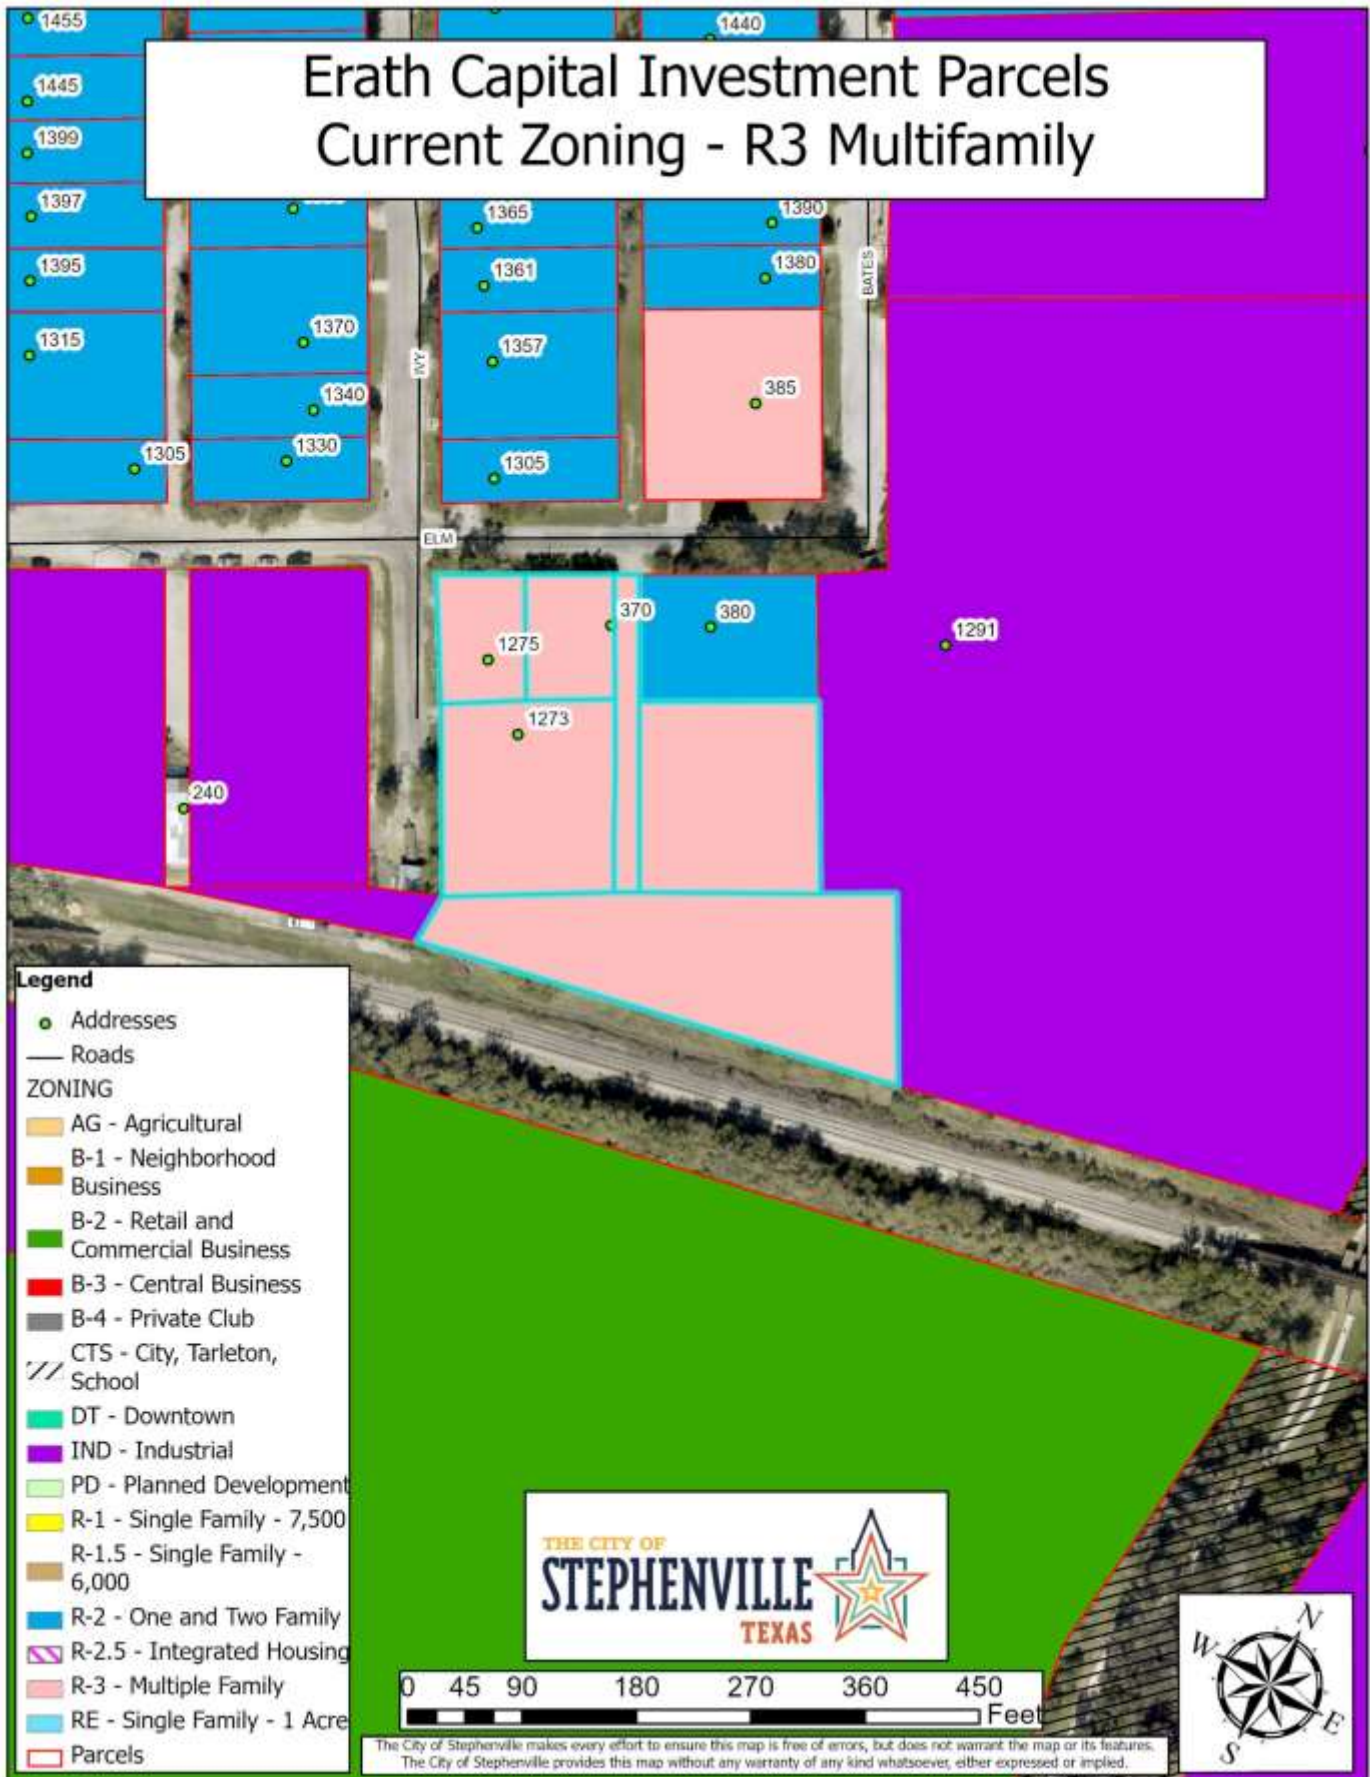 1455
1440
Erath Capital Investment Parcels
Current Zoning - R3 Multifamily
1445
1399
1397
1365
1390
1395
1361
1380
BATES
1315
1370
1357
IVY
1340
385
1305
1330
1305
ELM
370
380
1275
1291
1273
240
Legend
Addresses
Roads
ZONING
AG - Agricultural
B-1 - Neighborhood
Business
B-2 - Retail and
Commercial Business
B-3 - Central Business
B-4 - Private Club
CTS - City, Tarleton,
School
DT - Downtown
IND - Industrial
PD - Planned Development
R-1 - Single Family - 7,500
R-1.5 - Single Family -
6,000
R-2 - One and Two Family
R-2.5 - Integrated Housing
R-3 - Multiple Family
RE - Single Family - 1 Acre
Parcels
THE CITY OF
STEPHENVILLE
TEXAS
N
W
E
S
0 45 90 180 270 360 450
Feet
The City of Stephenville makes every effort to ensure this map is free of errors, but does not warrant the map or its features.
The City of Stephenville provides this map without any warranty of any kind whatsoever, either expressed or implied.